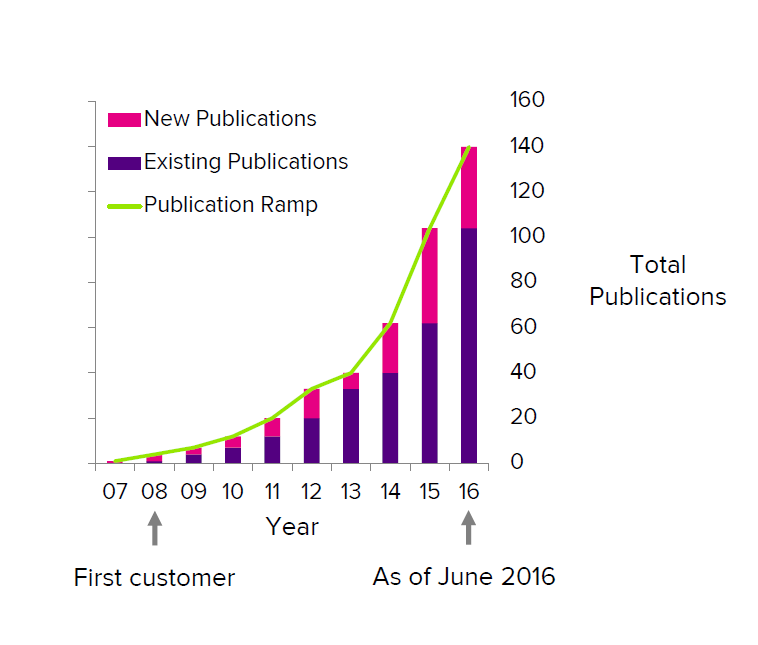 New Publications
Existing Publications
Publication Ramp
160
140
120
100
80
60
40
20
0
Total
Publications
07 08 09 10 11 12 13 14 15 16
Year
First customer
As of June 2016